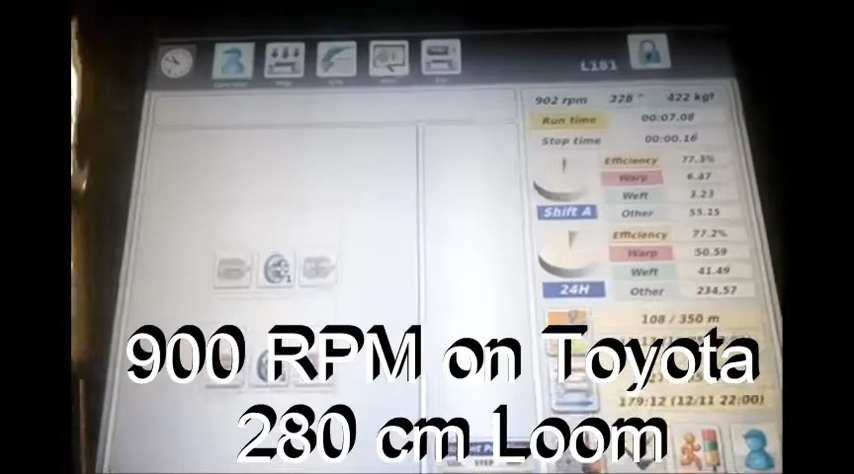 L181
902 rpm 328 ° 422 kgf
Run time 00:07.08
Stop time 00:00.16
Efficiency 77.3%
Warp 6.47
Weft 3.23
Shift A Other 55.15
Efficiency 77.2%
Warp 50.59
Weft 41.49
24H Other 234.57
108 / 350 m
900 RPM on Toyota
179:12 (12/11 22:00)
280 cm Loom
STEP